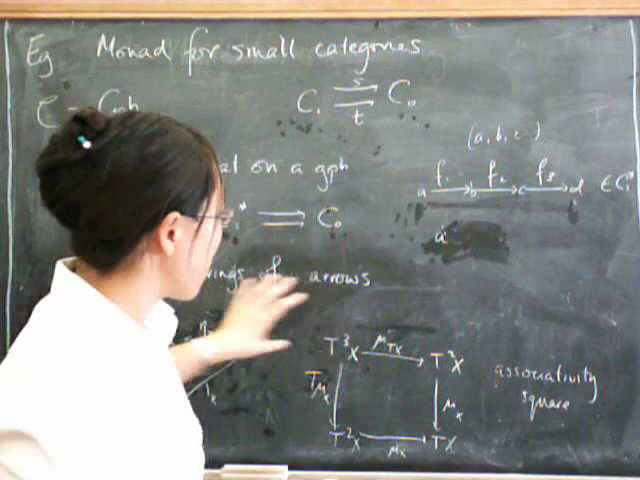 Eg Monad for small categories
C₁ s t C₀
(a, b, c )
on a gph
a f₁ b f₂ c f₃ d ∈ C₁*
* C₀
a
of arrows
η
T³X μ_TX T²X
Tμ_X μ_X
associativity
square
T²X μ_X TX